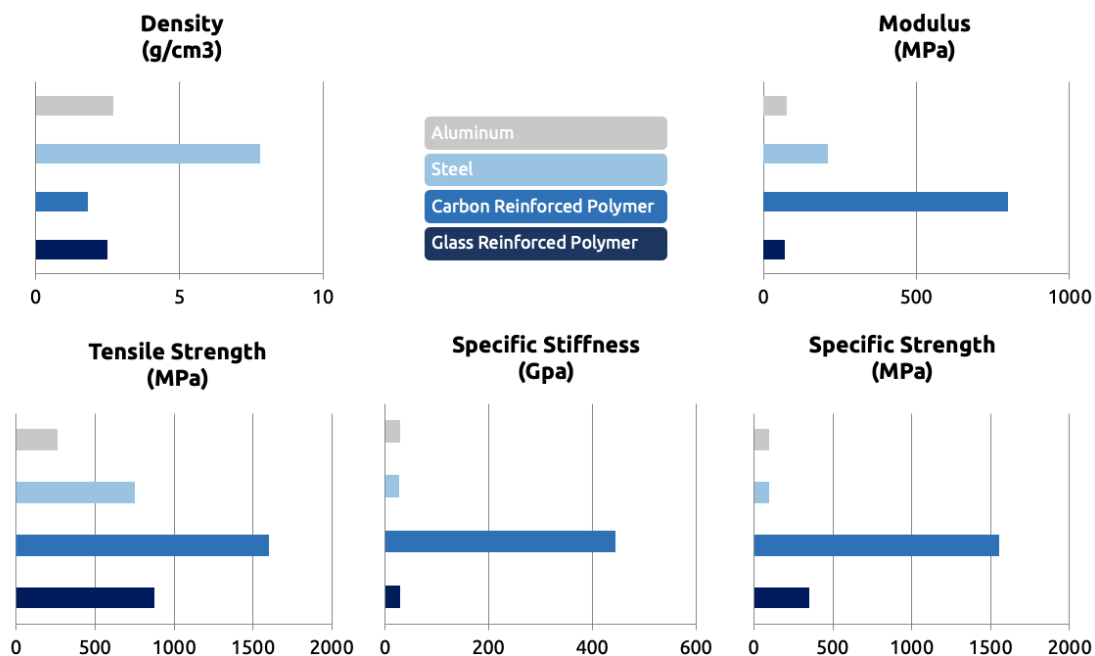 Density
(g/cm3)
0
5
10
Aluminum
Steel
Carbon Reinforced Polymer
Glass Reinforced Polymer
Modulus
(MPa)
0
500
1000
Tensile Strength
(MPa)
0
500
1000
1500
2000
Specific Stiffness
(Gpa)
0
200
400
600
Specific Strength
(MPa)
0
500
1000
1500
2000